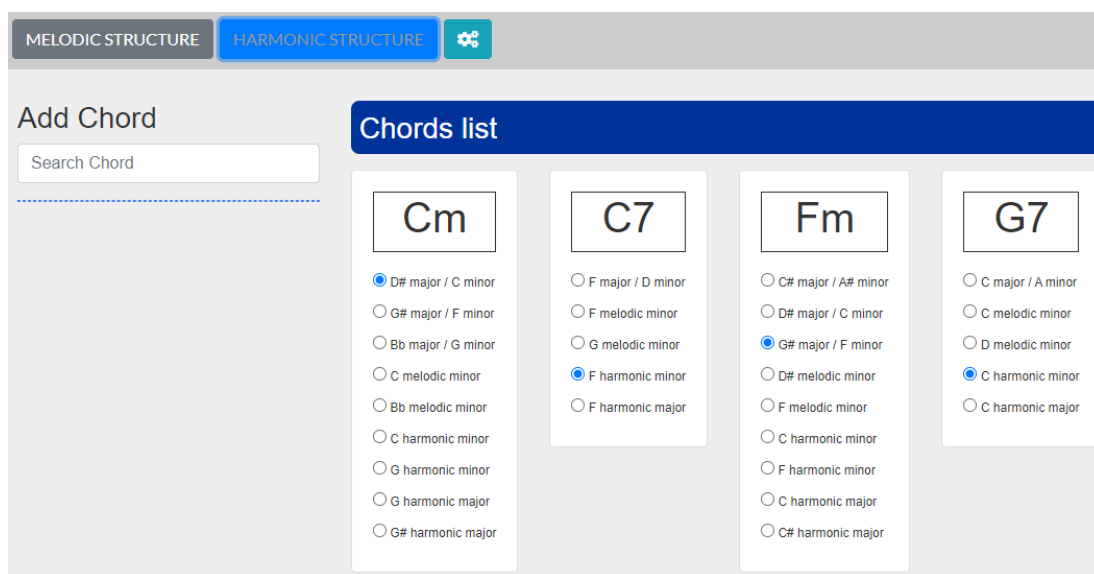 MELODIC STRUCTURE
HARMONIC STRUCTURE
Add Chord
Search Chord
Chords list
Cm
D# major / C minor
G# major / F minor
Bb major / G minor
C melodic minor
Bb melodic minor
C harmonic minor
G harmonic minor
G harmonic major
G# harmonic major
C7
F major / D minor
F melodic minor
G melodic minor
F harmonic minor
F harmonic major
Fm
C# major / A# minor
D# major / C minor
G# major / F minor
D# melodic minor
F melodic minor
C harmonic minor
F harmonic minor
C harmonic major
C# harmonic major
G7
C major / A minor
C melodic minor
D melodic minor
C harmonic minor
C harmonic major